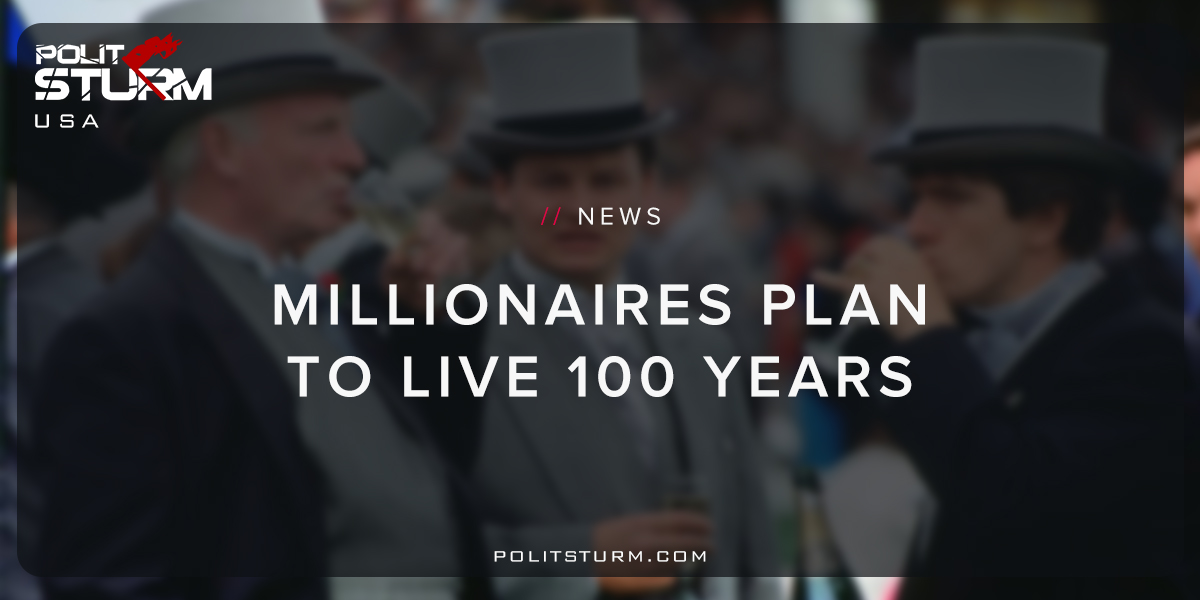 POLIT
STURM
USA
// NEWS
MILLIONAIRES PLAN
TO LIVE 100 YEARS
POLITSTURM.COM